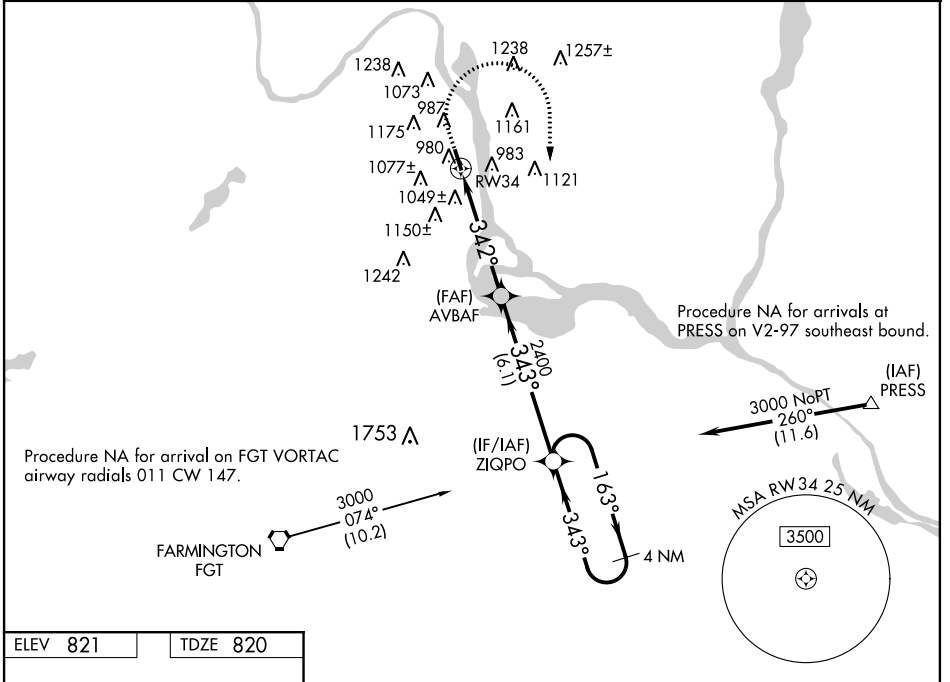 1238
1238
1257±
1073
987
1175
1161
980
983
1077±
RW34
1121
1049±
1150±
342°
1242
(FAF)
AVBAF
Procedure NA for arrivals at
PRESS on V2-97 southeast bound.
2400
343°
(6.1)
(IAF)
PRESS
3000 NoPT
260°
(11.6)
1753
(IF/IAF)
ZIQPO
Procedure NA for arrival on FGT VORTAC
airway radials 011 CW 147.
163°
343°
4 NM
3000
074°
(10.2)
FARMINGTON
FGT
MSA RW34 25 NM
3500
ELEV 821
TDZE 820